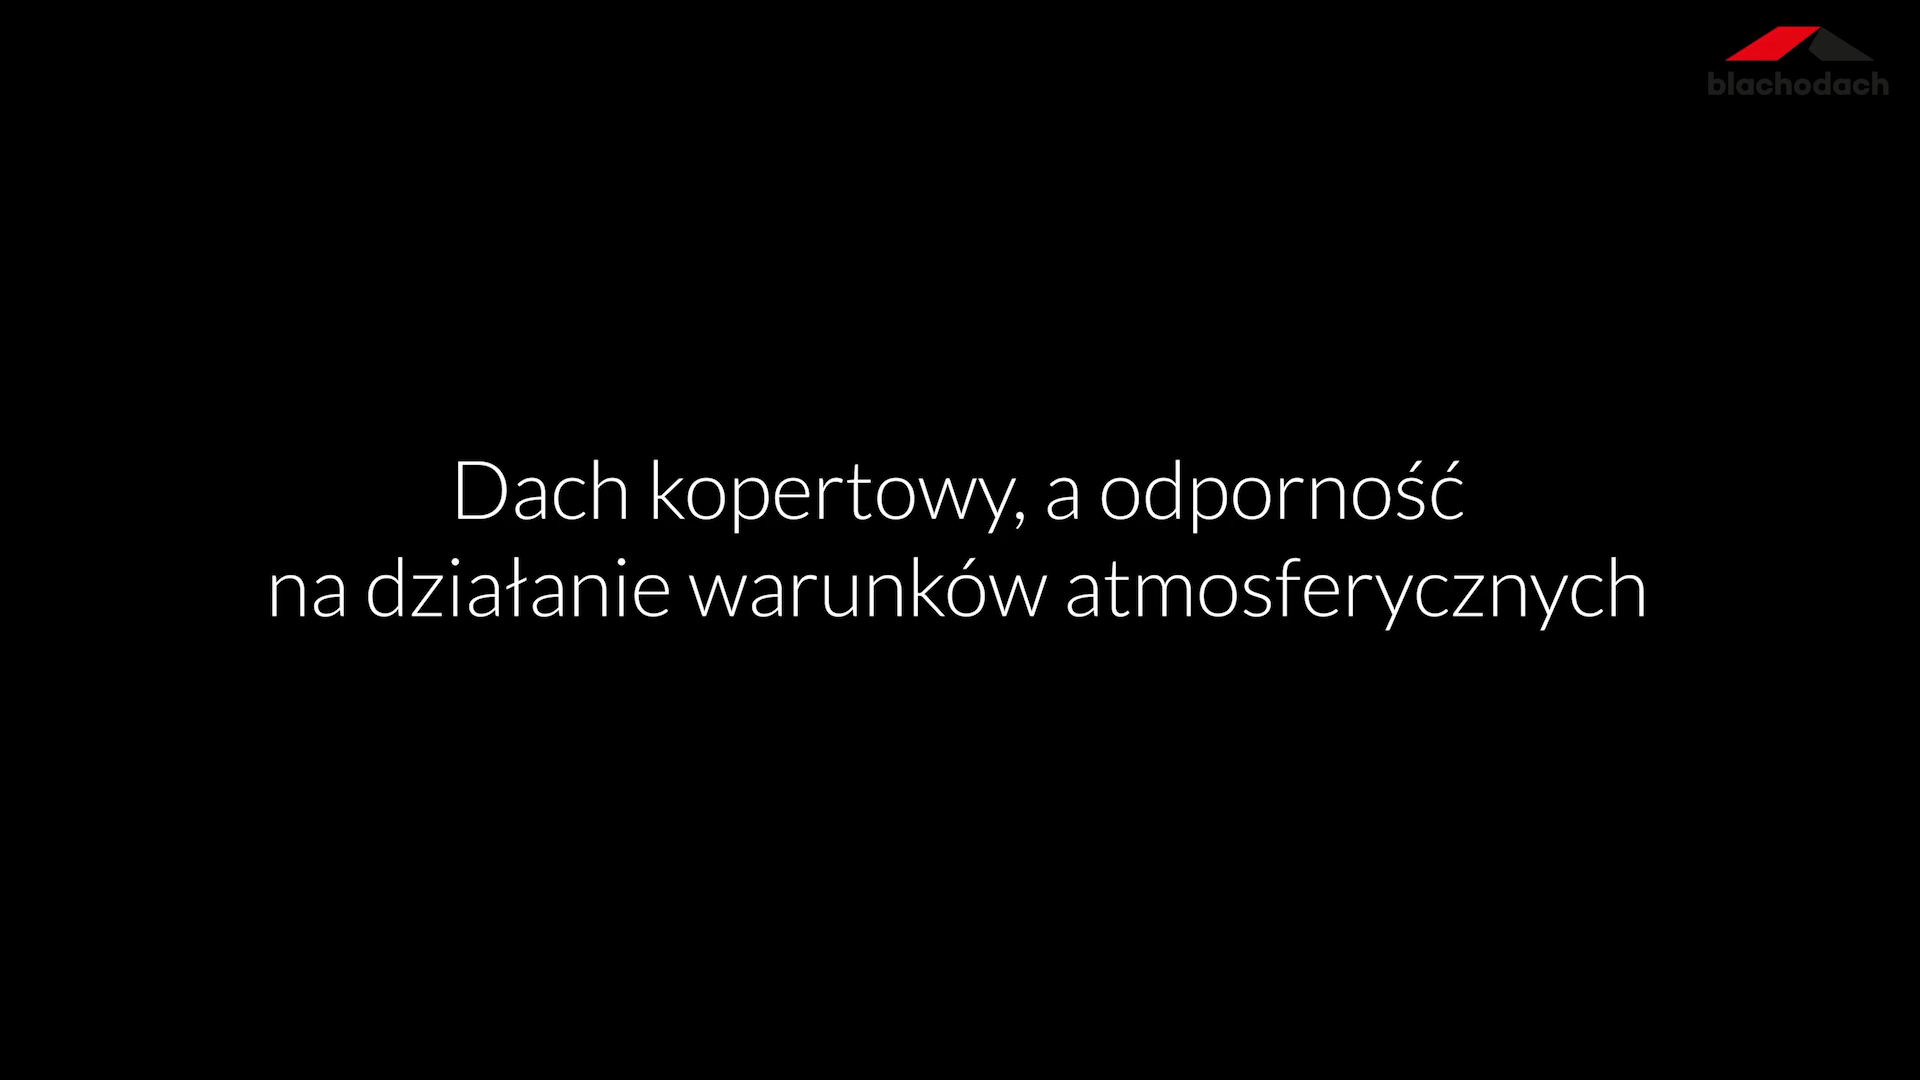 blachodach
Dach kopertowy, a odporność
na działanie warunków atmosferycznych